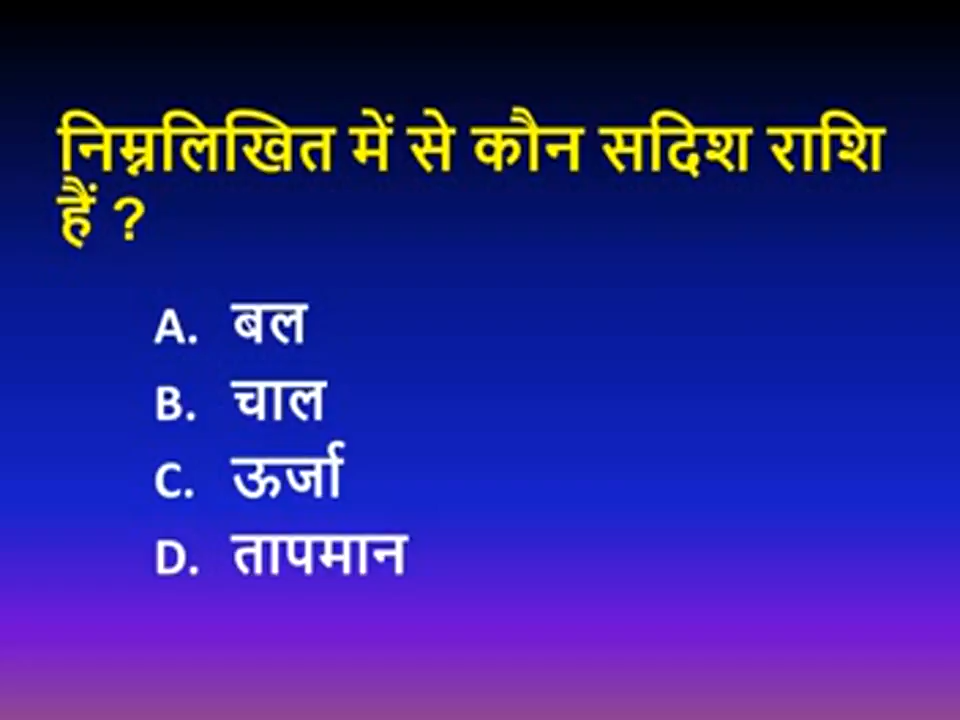 निम्नलिखित में से कौन सदिश राशि
हैं ?
A. बल
B. चाल
C. ऊर्जा
D. तापमान